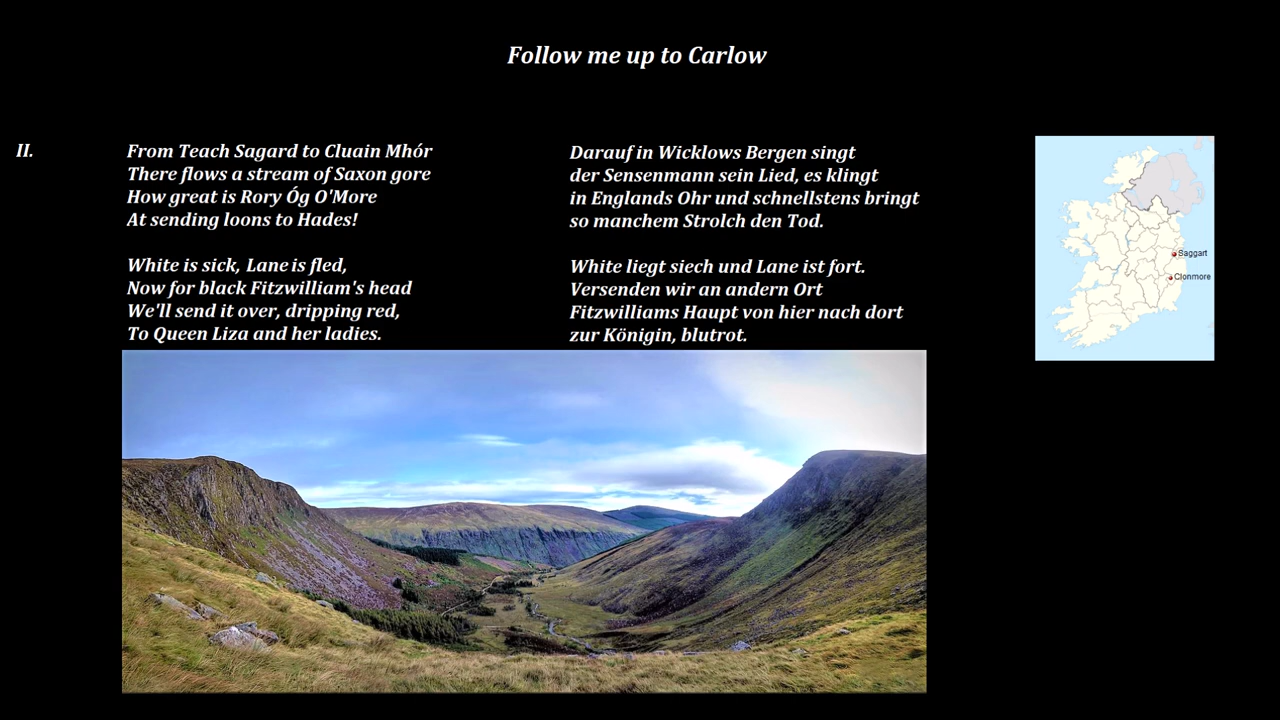 Follow me up to Carlow
II.
From Teach Sagard to Cluain Mhór
There flows a stream of Saxon gore
How great is Rory Óg O'More
At sending loons to Hades!
White is sick, Lane is fled,
Now for black Fitzwilliam's head
We'll send it over, dripping red,
To Queen Liza and her ladies.
Darauf in Wicklows Bergen singt
der Sensenmann sein Lied, es klingt
in Englands Ohr und schnellstens bringt
so manchem Strolch den Tod.
White liegt siech und Lane ist fort.
Versenden wir an andern Ort
Fitzwilliams Haupt von hier nach dort
zur Königin, blutrot.
Saggart
Clonmore